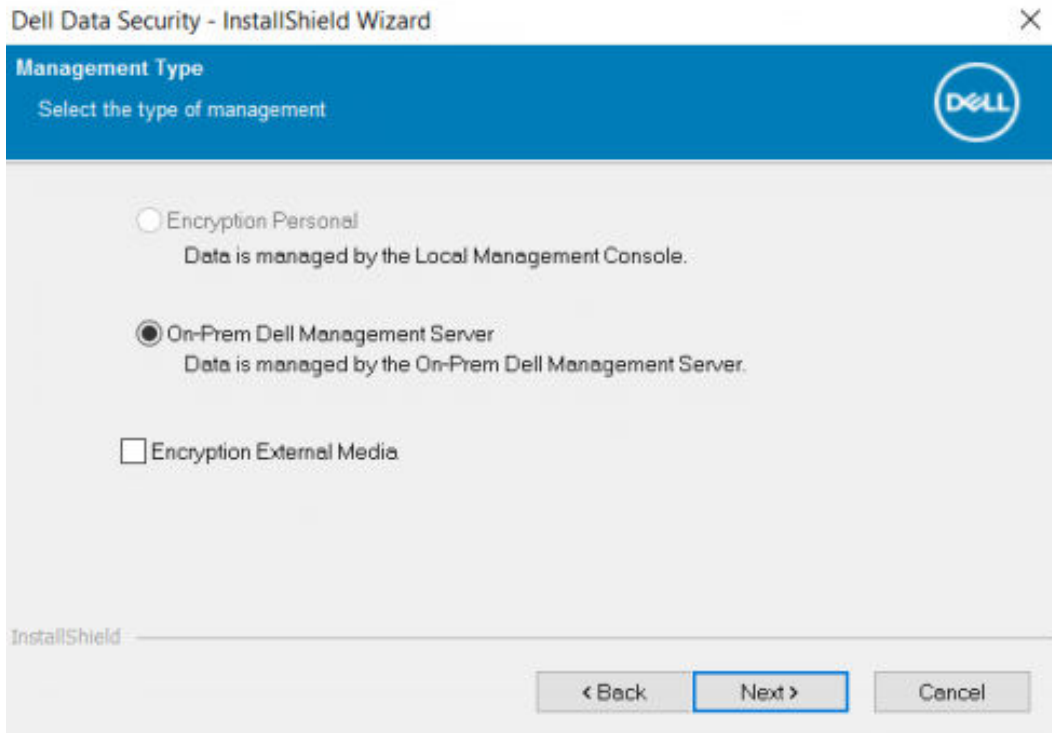 Dell Data Security - InstallShield Wizard
Management Type
Select the type of management
DELL
Encryption Personal
Data is managed by the Local Management Console.
On-Prem Dell Management Server
Data is managed by the On-Prem Dell Management Server.
Encryption External Media
InstallShield
< Back Next > Cancel